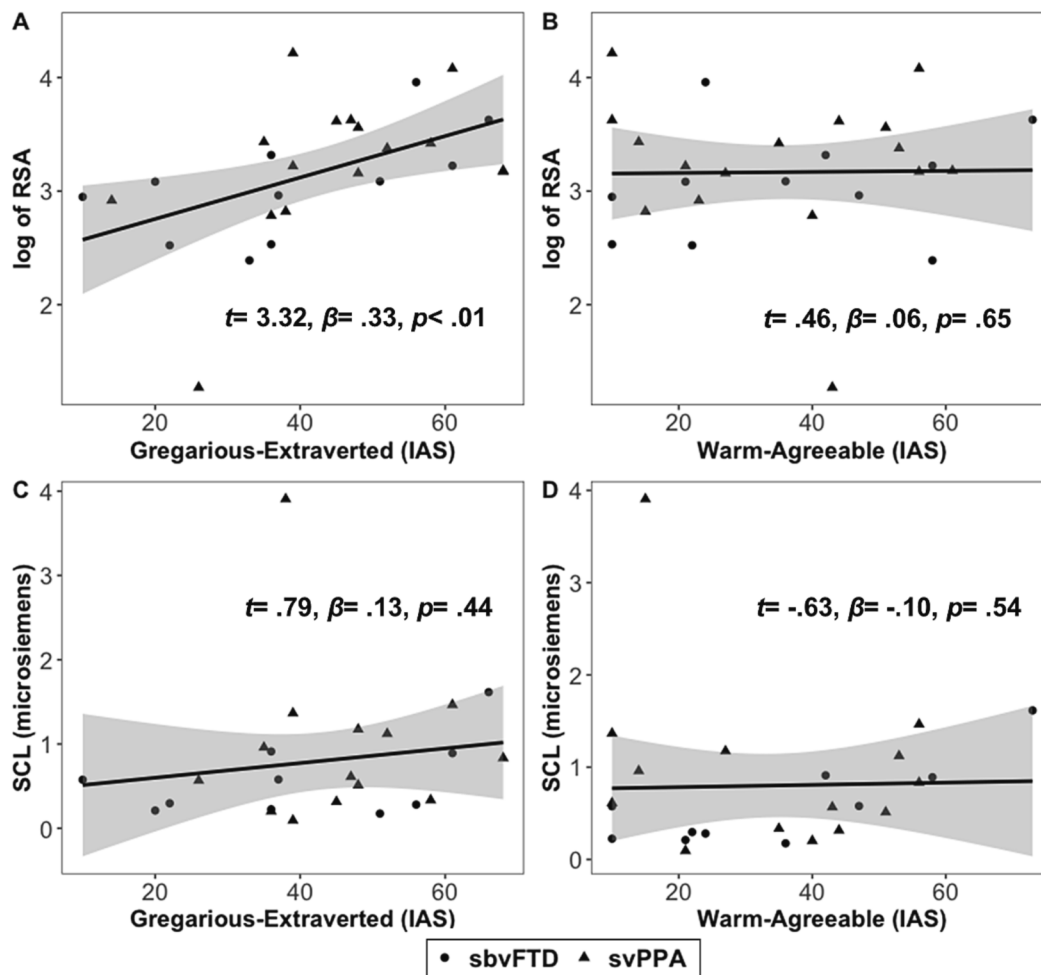 A
log of RSA
4
3
2
t= 3.32, β= .33, p< .01
20
40
60
Gregarious-Extraverted (IAS)
B
log of RSA
4
3
2
t= .46, β= .06, p= .65
20
40
60
Warm-Agreeable (IAS)
C
SCL (microsiemens)
4
3
2
1
0
t= .79, β= .13, p= .44
20
40
60
Gregarious-Extraverted (IAS)
D
SCL (microsiemens)
4
3
2
1
0
t= -.63, β= -.10, p= .54
20
40
60
Warm-Agreeable (IAS)
sbvFTD
svPPA